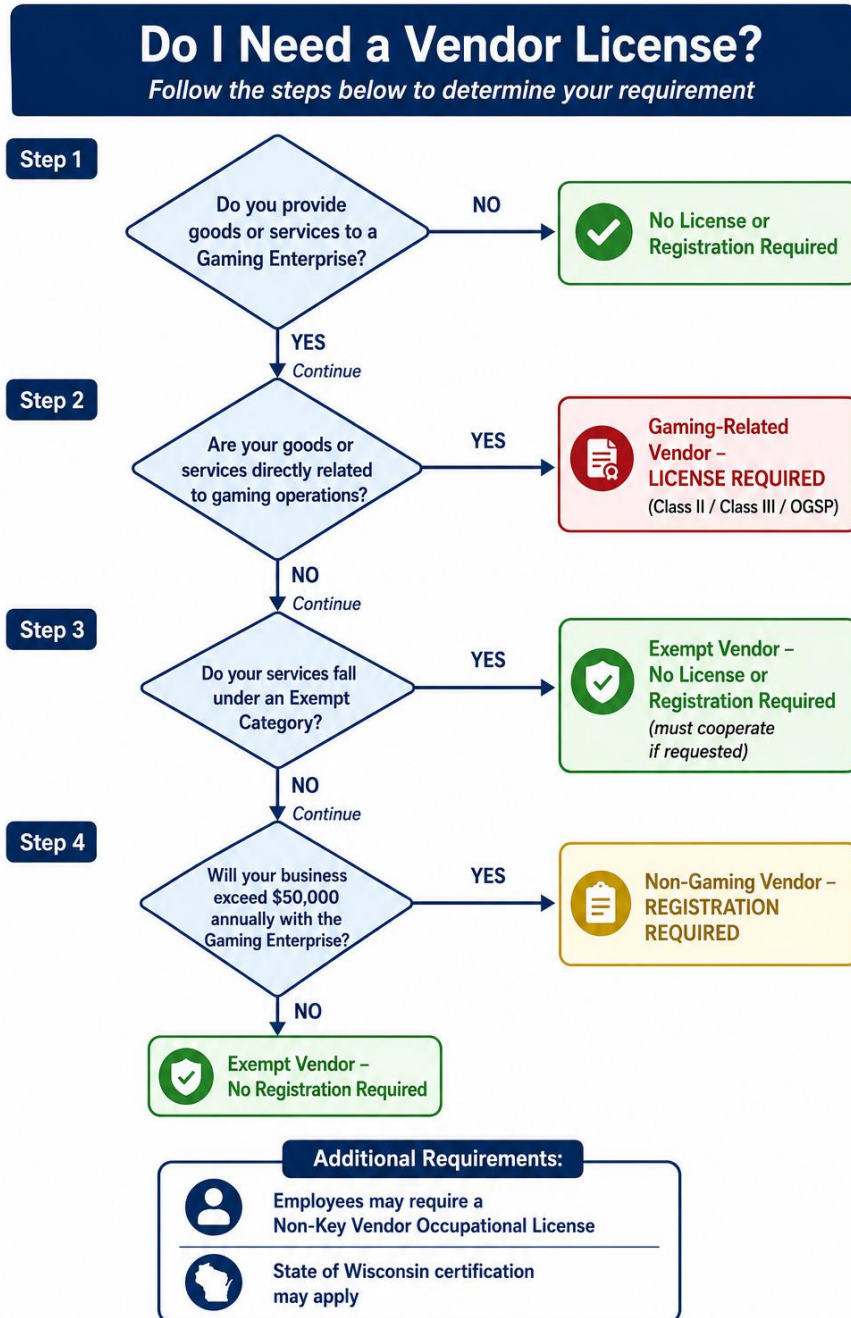 Do I Need a Vendor License?
Follow the steps below to determine your requirement
Step 1
Do you provide
goods or services to a
Gaming Enterprise?
NO
No License or
Registration Required
YES
Continue
Step 2
Are your goods or
services directly related
to gaming operations?
YES
Gaming-Related
Vendor –
LICENSE REQUIRED
(Class II / Class III / OGSP)
NO
Continue
Step 3
Do your services fall
under an Exempt
Category?
YES
Exempt Vendor –
No License or
Registration Required
(must cooperate
if requested)
NO
Continue
Step 4
Will your business
exceed $50,000
annually with the
Gaming Enterprise?
YES
Non-Gaming Vendor –
REGISTRATION
REQUIRED
NO
Exempt Vendor –
No Registration Required
Additional Requirements:
Employees may require a
Non-Key Vendor Occupational License
State of Wisconsin certification
may apply